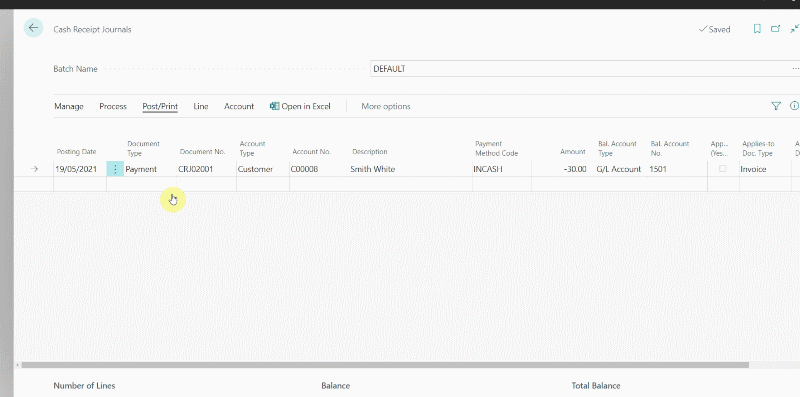 Cash Receipt Journals
Saved
Batch Name
DEFAULT
Manage Process Post/Print Line Account Open in Excel More options
Posting Date
Document Type
Document No.
Account Type
Account No.
Description
Payment Method Code
Amount
Bal. Account Type
Bal. Account No.
App... (Yes...
Applies-to Doc. Type
A D
19/05/2021 Payment CRJ02001 Customer C00008 Smith White INCASH -30.00 G/L Account 1501 Invoice
Number of Lines Balance Total Balance